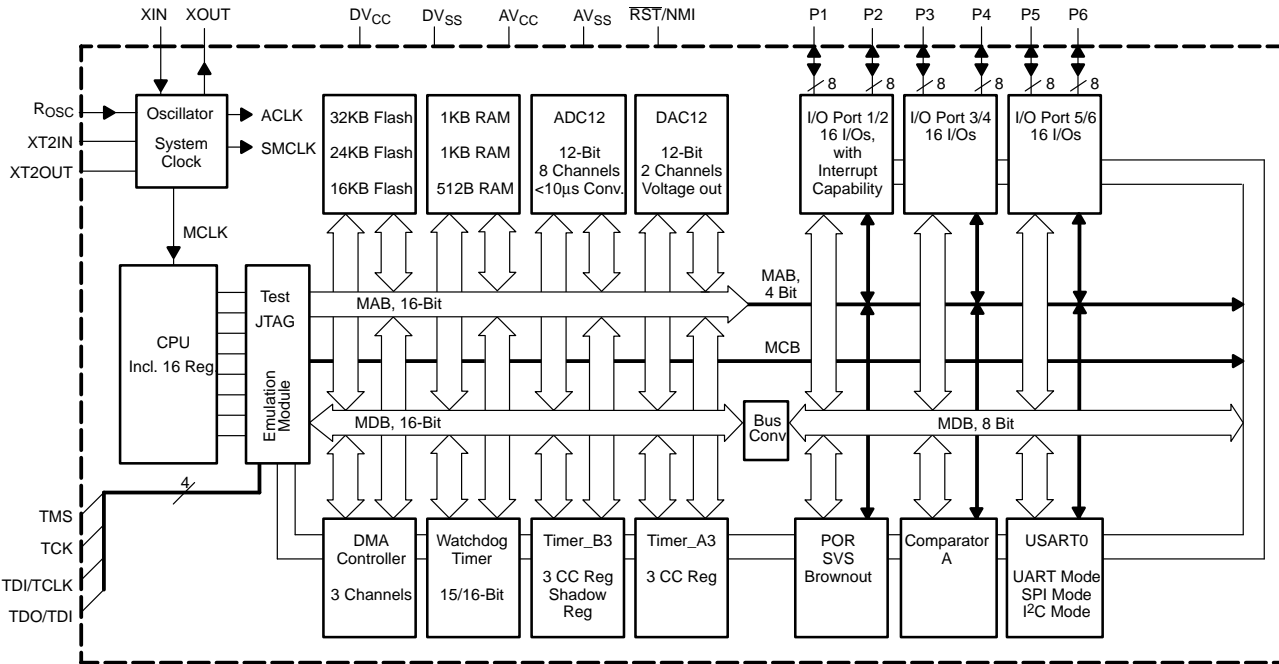 XIN
XOUT
DVCC
DVSS
AVCC
AVSS
RST/NMI
P1
P2
P3
P4
P5
P6
8
8
8
8
8
8
ROSC
XT2IN
XT2OUT
Oscillator
System
Clock
ACLK
SMCLK
MCLK
32KB Flash
24KB Flash
16KB Flash
1KB RAM
1KB RAM
512B RAM
ADC12
12-Bit
8 Channels
<10μs Conv.
DAC12
12-Bit
2 Channels
Voltage out
I/O Port 1/2
16 I/Os,
with
Interrupt
Capability
I/O Port 3/4
16 I/Os
I/O Port 5/6
16 I/Os
CPU
Incl. 16 Reg.
Test
JTAG
Emulation
Module
MAB, 16-Bit
MAB,
4 Bit
MCB
MDB, 16-Bit
Bus
Conv
MDB, 8 Bit
4
TMS
TCK
TDI/TCLK
TDO/TDI
DMA
Controller
3 Channels
Watchdog
Timer
15/16-Bit
Timer_B3
3 CC Reg
Shadow
Reg
Timer_A3
3 CC Reg
POR
SVS
Brownout
Comparator
A
USART0
UART Mode
SPI Mode
I²C Mode